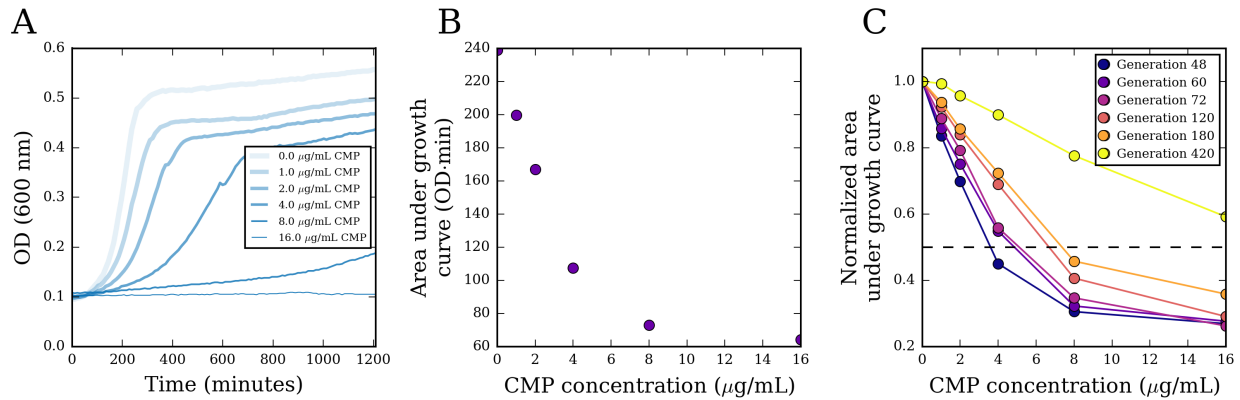 A
OD (600 nm)
0.6
0.5
0.4
0.3
0.2
0.1
0.0
0.0 μg/mL CMP
1.0 μg/mL CMP
2.0 μg/mL CMP
4.0 μg/mL CMP
8.0 μg/mL CMP
16.0 μg/mL CMP
0 200 400 600 800 1000 1200
Time (minutes)
B
Area under growth
curve (OD·min)
240
220
200
180
160
140
120
100
80
60
0 2 4 6 8 10 12 14 16
CMP concentration (μg/mL)
C
Normalized area
under growth curve
1.0
0.8
0.6
0.4
0.2
Generation 48
Generation 60
Generation 72
Generation 120
Generation 180
Generation 420
0 2 4 6 8 10 12 14 16
CMP concentration (μg/mL)